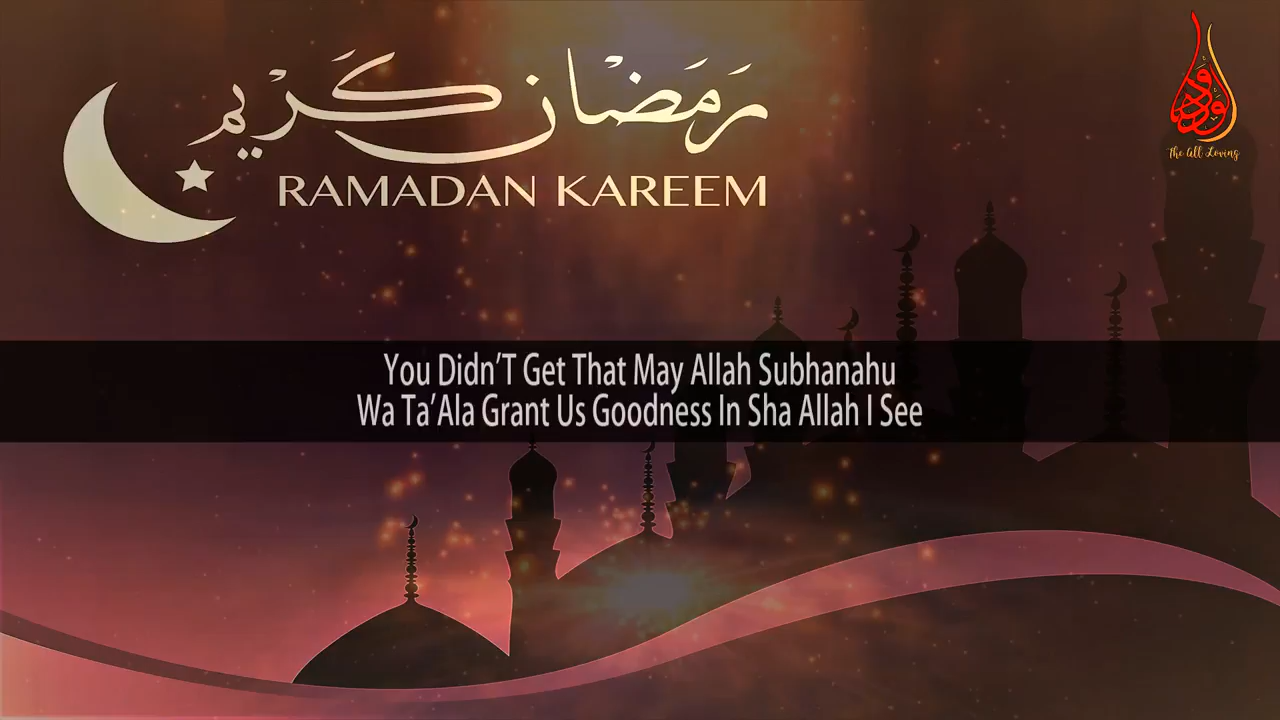 رَمَضَان كَرِيم
RAMADAN KAREEM
الودود
The All Loving
You Didn’T Get That May Allah Subhanahu
Wa Ta’Ala Grant Us Goodness In Sha Allah I See